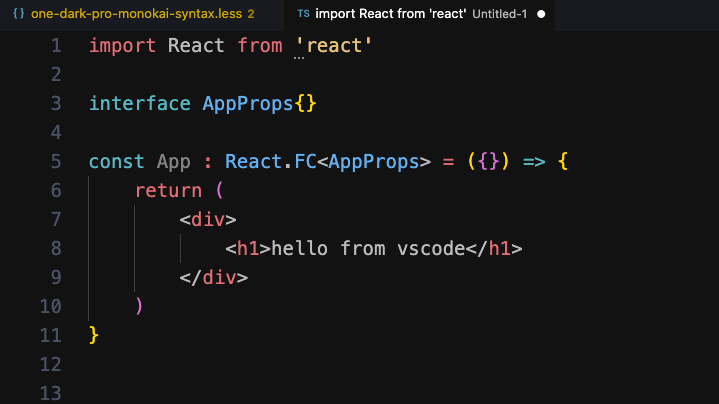 {} one-dark-pro-monokai-syntax.less 2
TS import React from 'react' Untitled-1
1 import React from 'react'
2
3 interface AppProps{}
4
5 const App : React.FC<AppProps> = ({}) => {
6 return (
7 <div>
8 <h1>hello from vscode</h1>
9 </div>
10 )
11 }
12
13